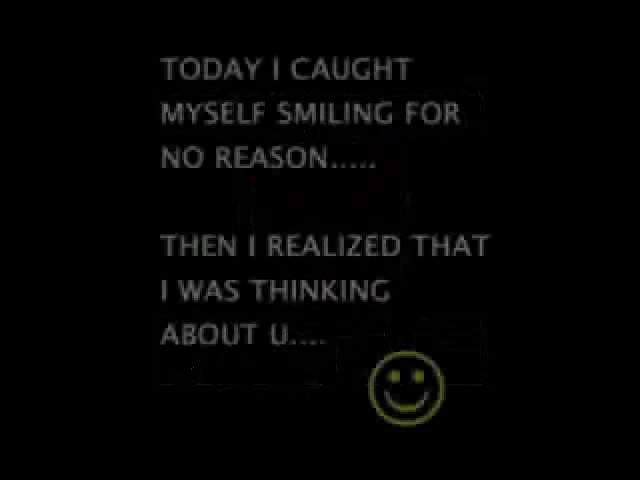 TODAY I CAUGHT
MYSELF SMILING FOR
NO REASON.....
THEN I REALIZED THAT
I WAS THINKING
ABOUT U....